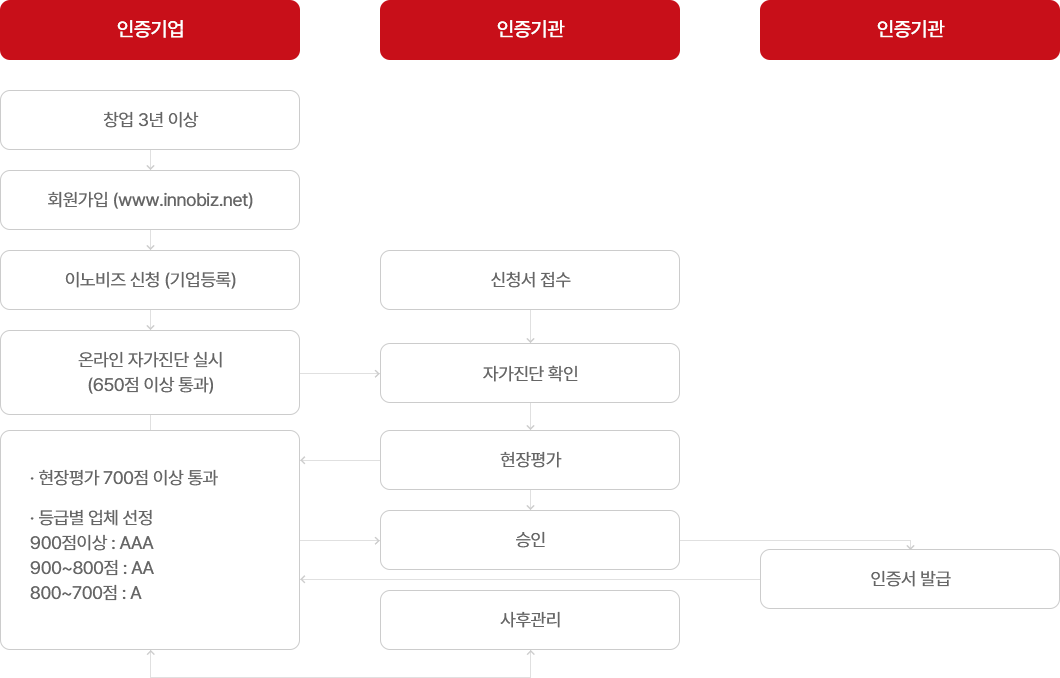 인증기업
인증기관
인증기관
창업 3년 이상
회원가입 (www.innobiz.net)
이노비즈 신청 (기업등록)
신청서 접수
온라인 자가진단 실시
(650점 이상 통과)
자가진단 확인
· 현장평가 700점 이상 통과
· 등급별 업체 선정
900점이상 : AAA
900~800점 : AA
800~700점 : A
현장평가
승인
인증서 발급
사후관리